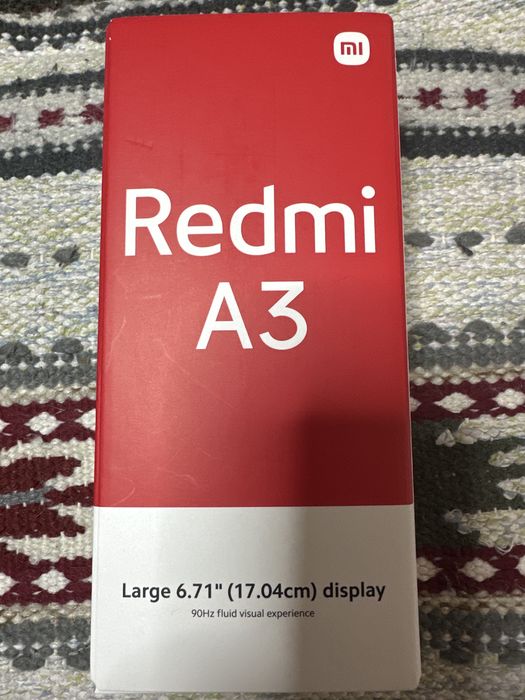 mi
Redmi
A3
Large 6.71" (17.04cm) display
90Hz fluid visual experience